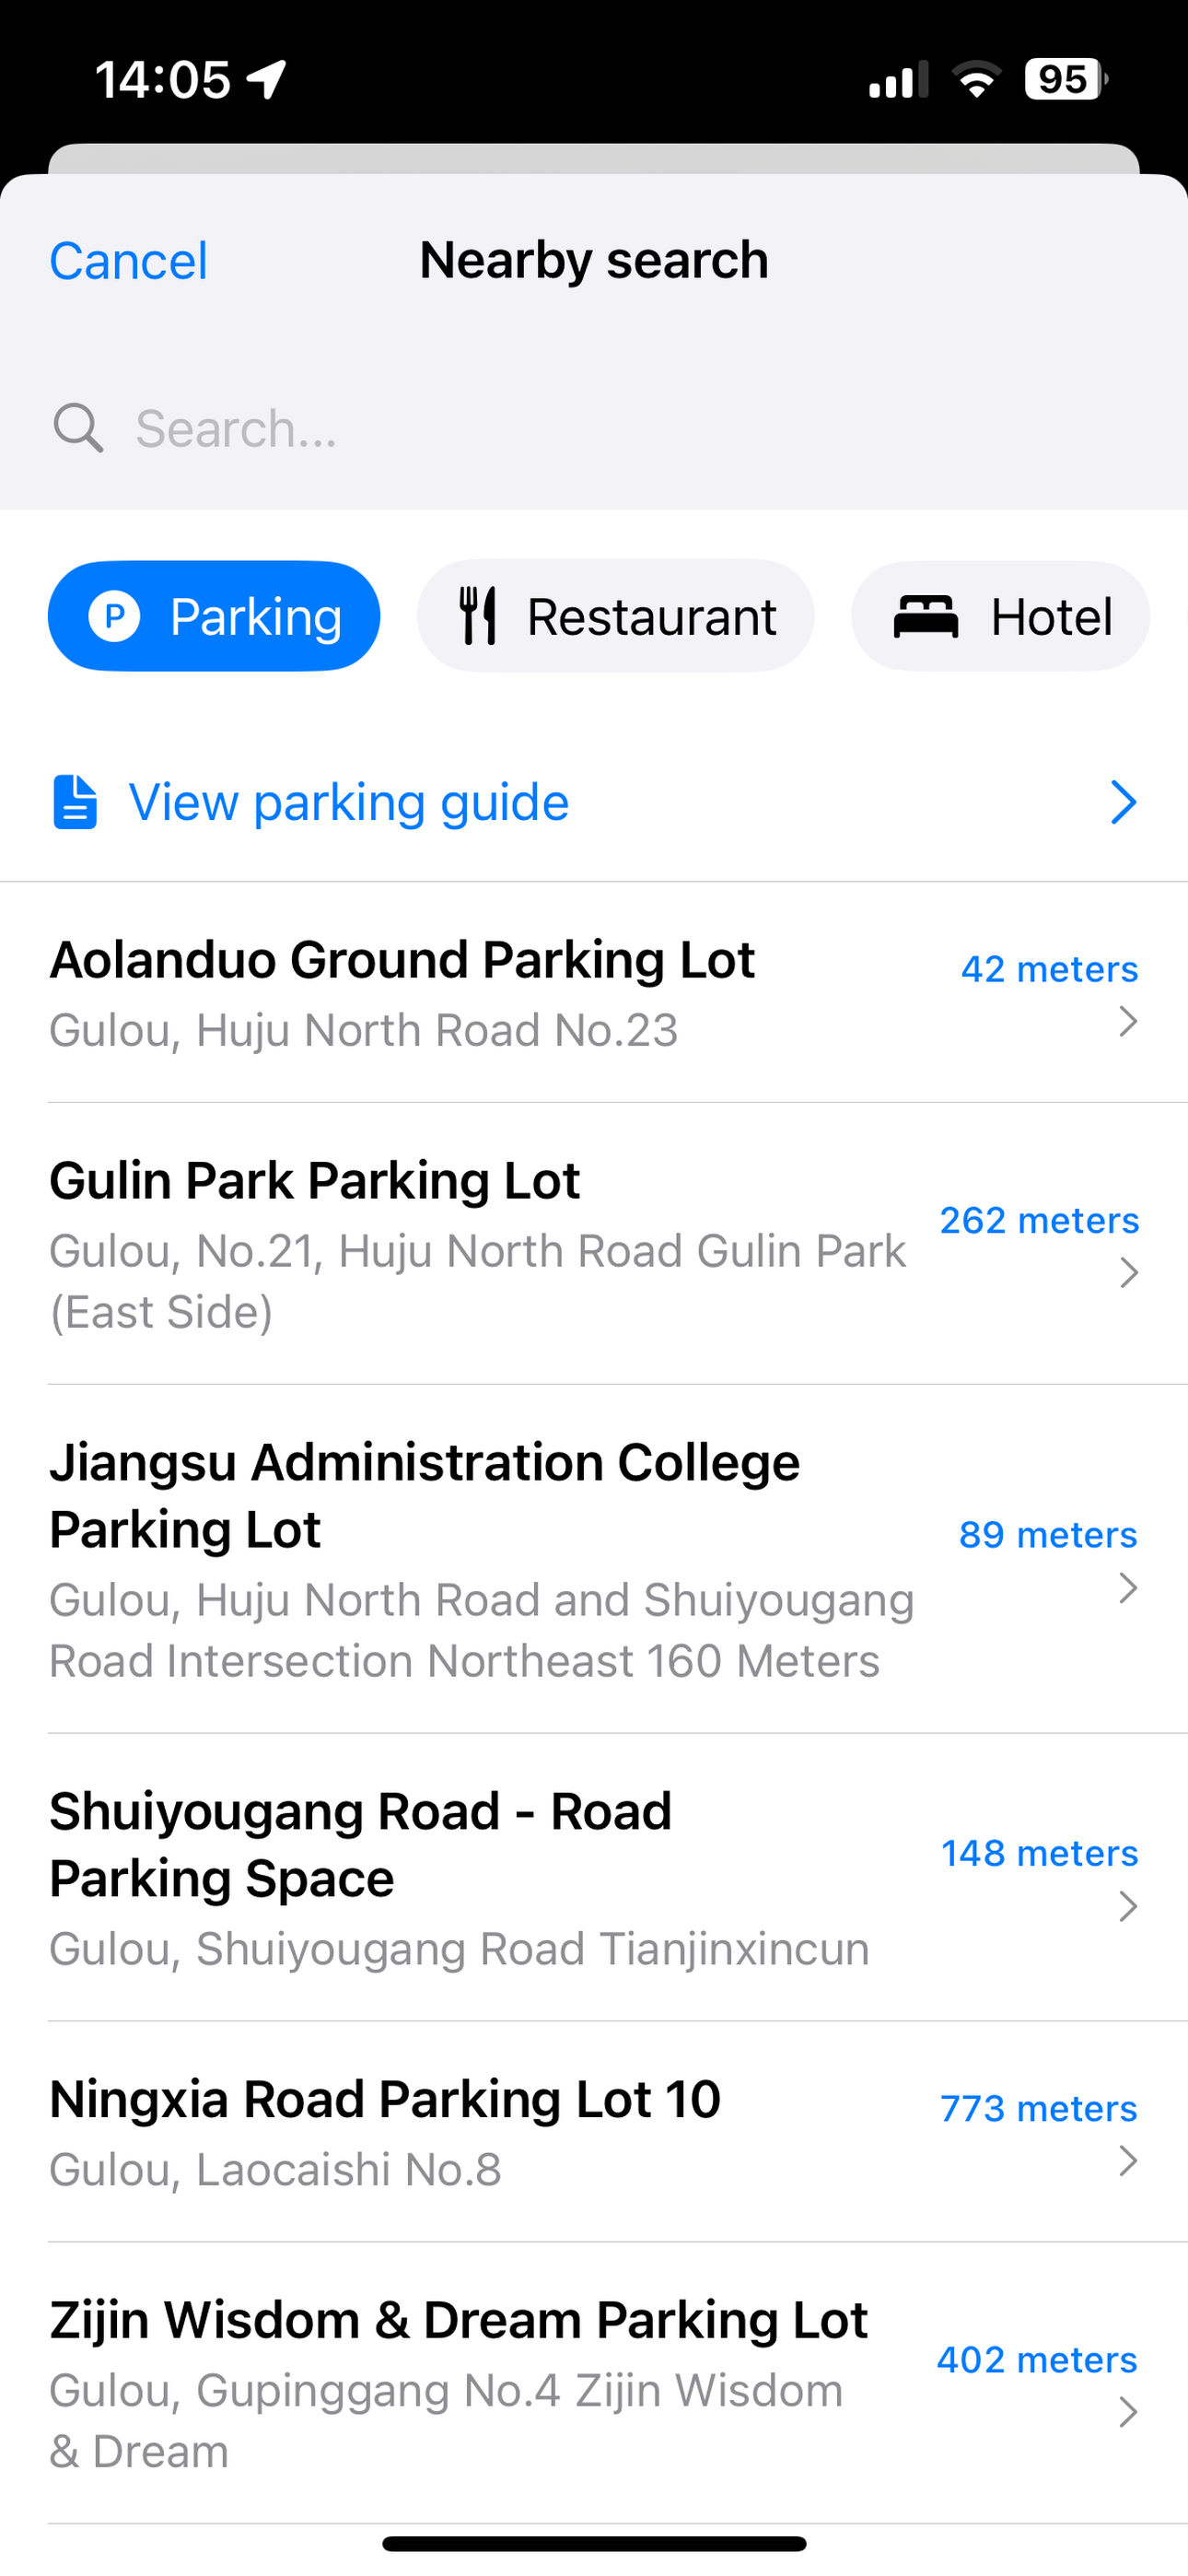 14:05
95
Cancel
Nearby search
Search...
P Parking
Restaurant
Hotel
View parking guide
Aolanduo Ground Parking Lot
42 meters
Gulou, Huju North Road No.23
Gulin Park Parking Lot
262 meters
Gulou, No.21, Huju North Road Gulin Park
(East Side)
Jiangsu Administration College
Parking Lot
89 meters
Gulou, Huju North Road and Shuiyougang
Road Intersection Northeast 160 Meters
Shuiyougang Road - Road
Parking Space
148 meters
Gulou, Shuiyougang Road Tianjinxincun
Ningxia Road Parking Lot 10
773 meters
Gulou, Laocaishi No.8
Zijin Wisdom & Dream Parking Lot
402 meters
Gulou, Gupinggang No.4 Zijin Wisdom
& Dream